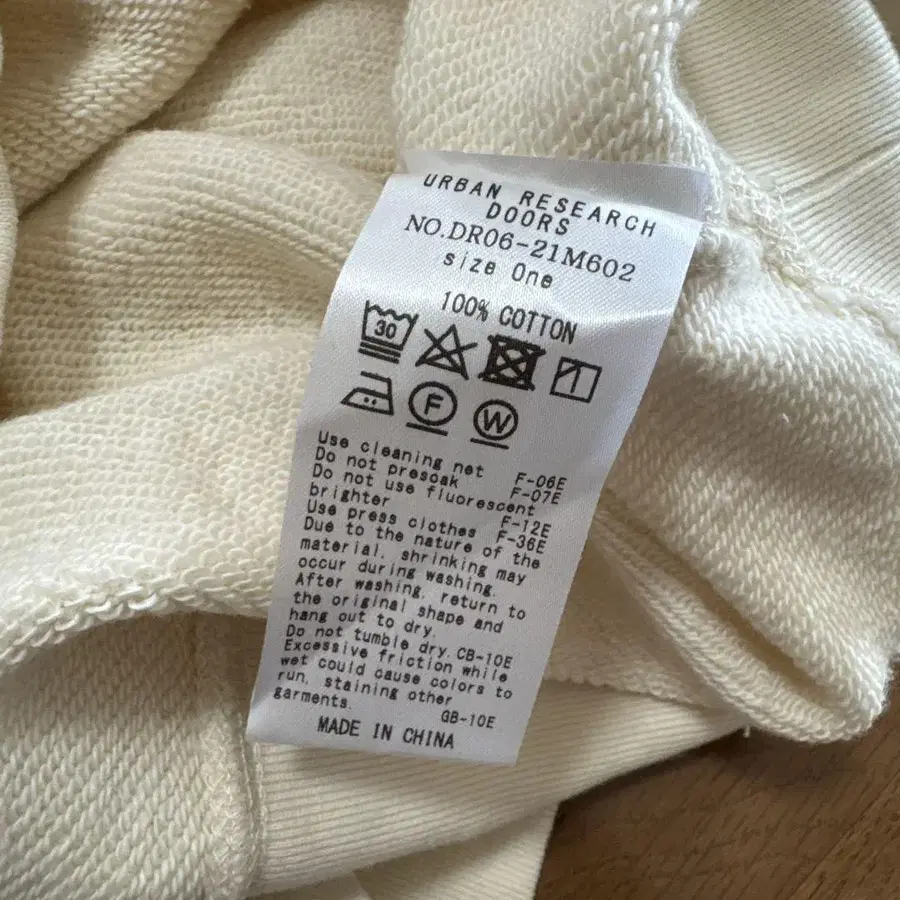 URBAN RESEARCH
DOORS
NO.DR06-21M602
size One
100% COTTON
30
F
W
Use cleaning net F-06E
Do not presoak F-07E
Do not use fluorescent
brighter F-12E
Use press clothes F-36E
Due to the nature of the
material, shrinking may
occur during washing.
After washing, return to
the original shape and
hang out to dry.
Do not tumble dry. CB-10E
Excessive friction while
wet could cause colors to
run, staining other
garments. GB-10E
MADE IN CHINA